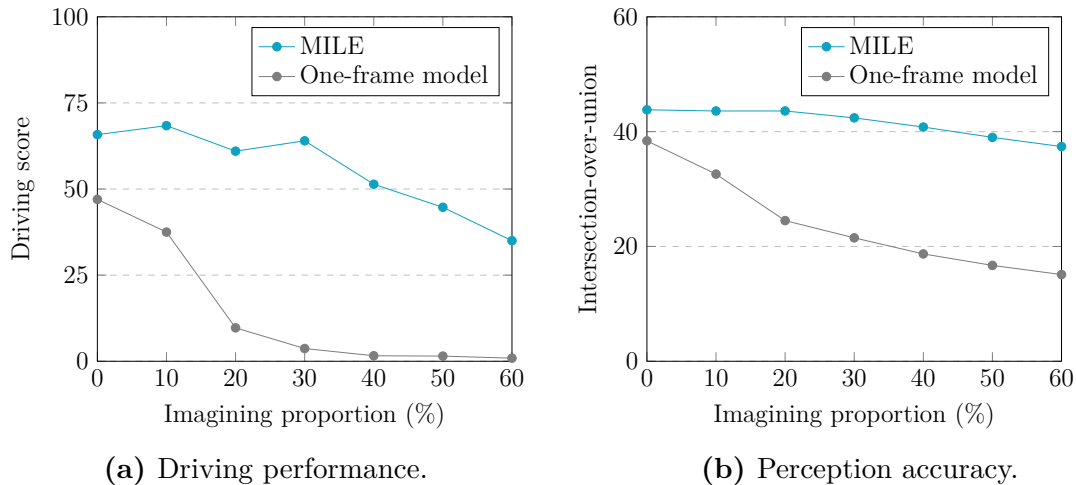 100
75
50
25
0
0 10 20 30 40 50 60
Driving score
Imagining proportion (%)
MILE
One-frame model
(a) Driving performance.
60
40
20
0
0 10 20 30 40 50 60
Intersection-over-union
Imagining proportion (%)
MILE
One-frame model
(b) Perception accuracy.